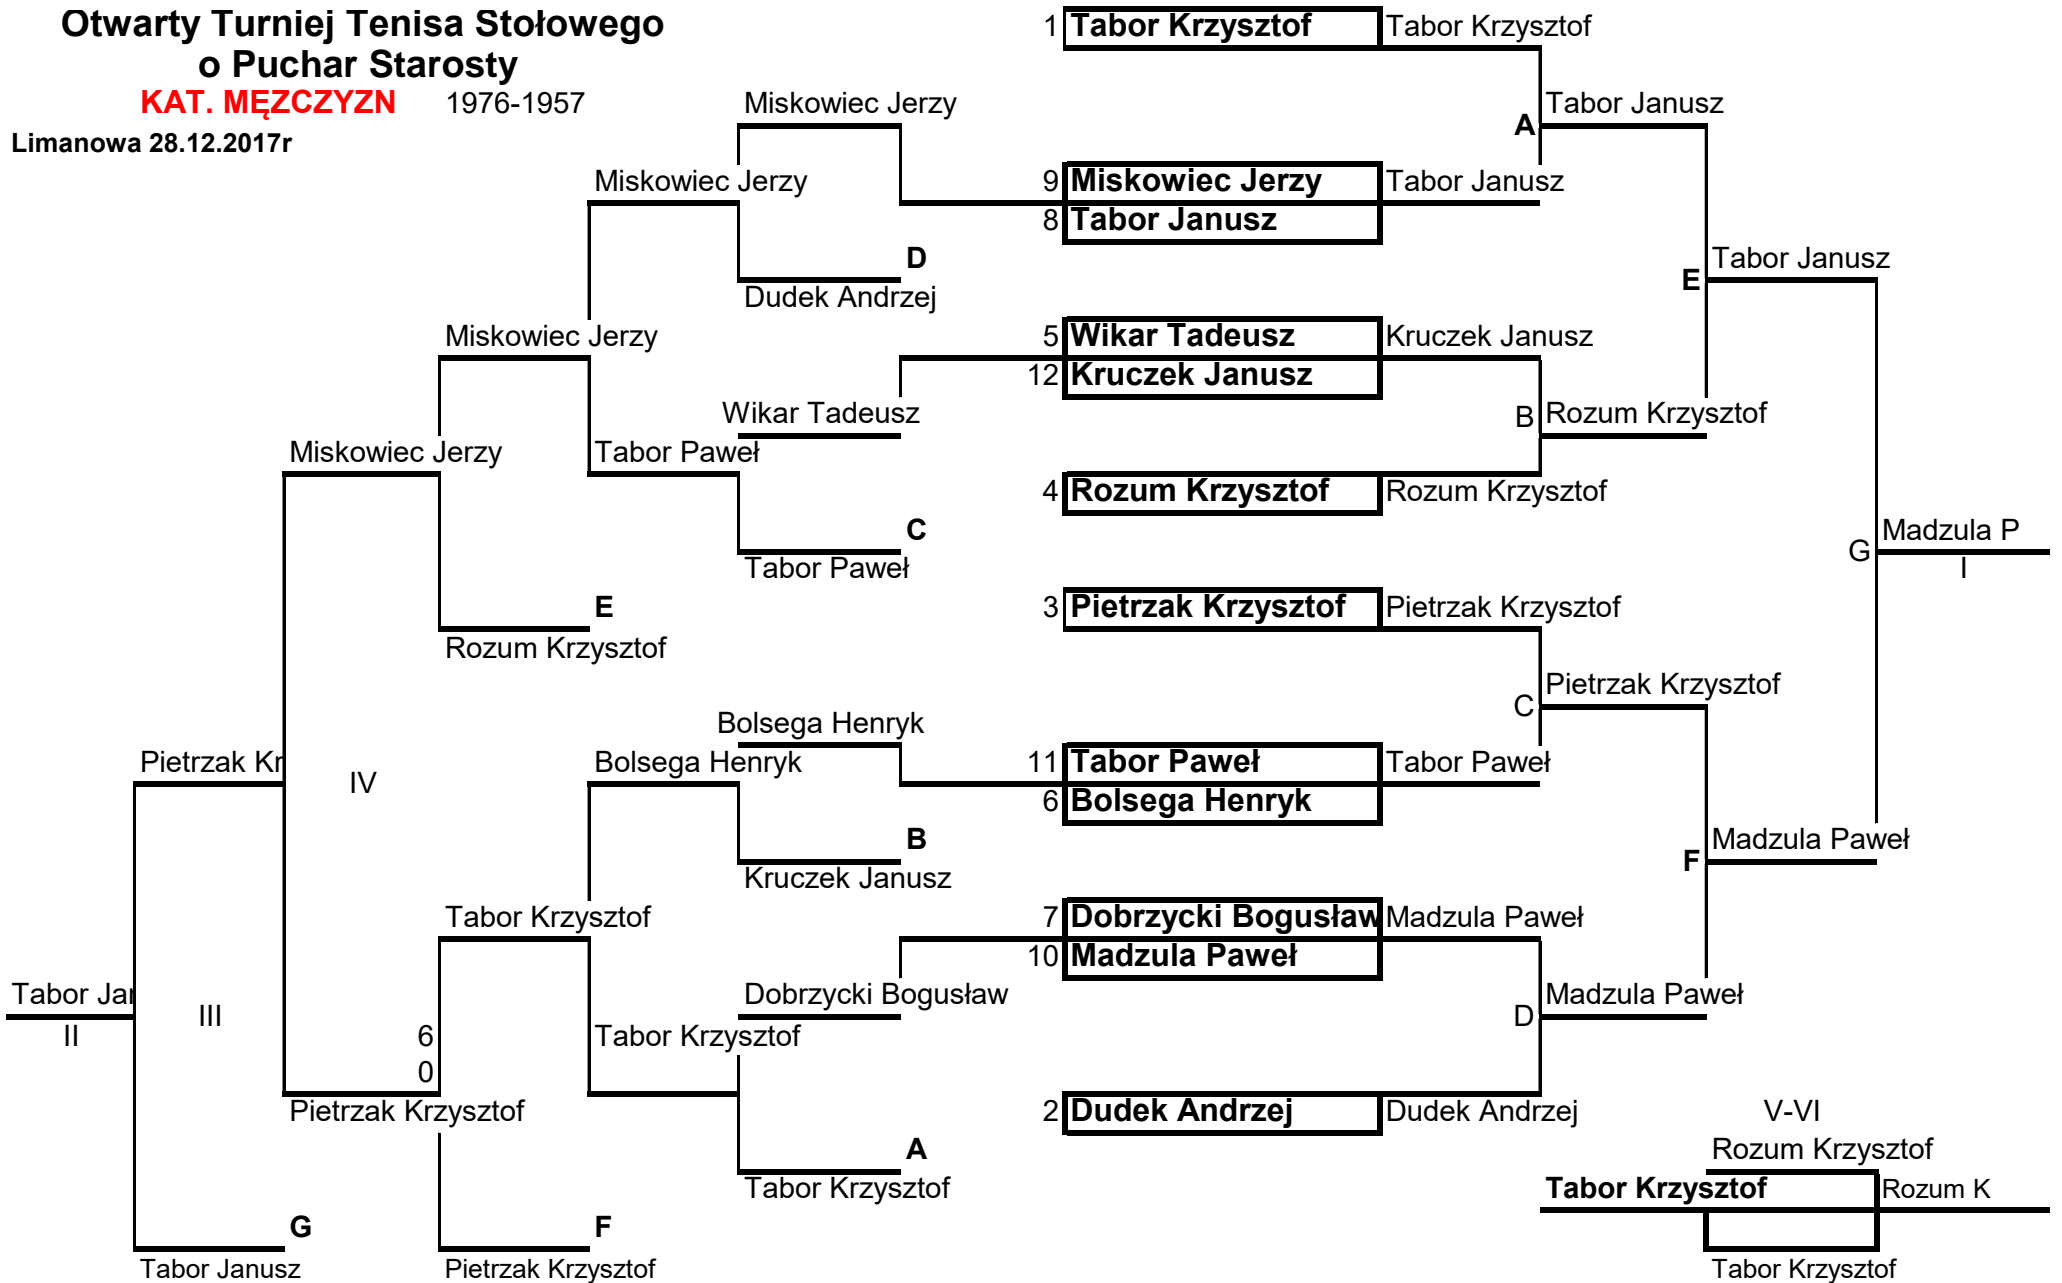 Otwarty Turniej Tenisa Stołowego
o Puchar Starosty
KAT. MĘZCZYZN 1976-1957
Limanowa 28.12.2017r
1 Tabor Krzysztof Tabor Krzysztof
Miskowiec Jerzy
Tabor Janusz
A
Miskowiec Jerzy
9 Miskowiec Jerzy Tabor Janusz
8 Tabor Janusz
D
Dudek Andrzej
Tabor Janusz
E
Miskowiec Jerzy
5 Wikar Tadeusz Kruczek Janusz
12 Kruczek Janusz
Wikar Tadeusz
B Rozum Krzysztof
Miskowiec Jerzy
Tabor Paweł
4 Rozum Krzysztof Rozum Krzysztof
C
Tabor Paweł
G Madzula P
I
3 Pietrzak Krzysztof Pietrzak Krzysztof
E
Rozum Krzysztof
Pietrzak Krzysztof
C
Bolsega Henryk
Pietrzak Kr
IV
Bolsega Henryk
11 Tabor Paweł Tabor Paweł
6 Bolsega Henryk
B
Kruczek Janusz
Madzula Paweł
F
Tabor Krzysztof
7 Dobrzycki Bogusław Madzula Paweł
10 Madzula Paweł
Tabor Jar
II
III
Dobrzycki Bogusław
Madzula Paweł
D
6
0
Tabor Krzysztof
Pietrzak Krzysztof
2 Dudek Andrzej Dudek Andrzej
V-VI
A
Tabor Krzysztof
Rozum Krzysztof
Tabor Krzysztof Rozum K
G
Tabor Janusz
F
Pietrzak Krzysztof
Tabor Krzysztof